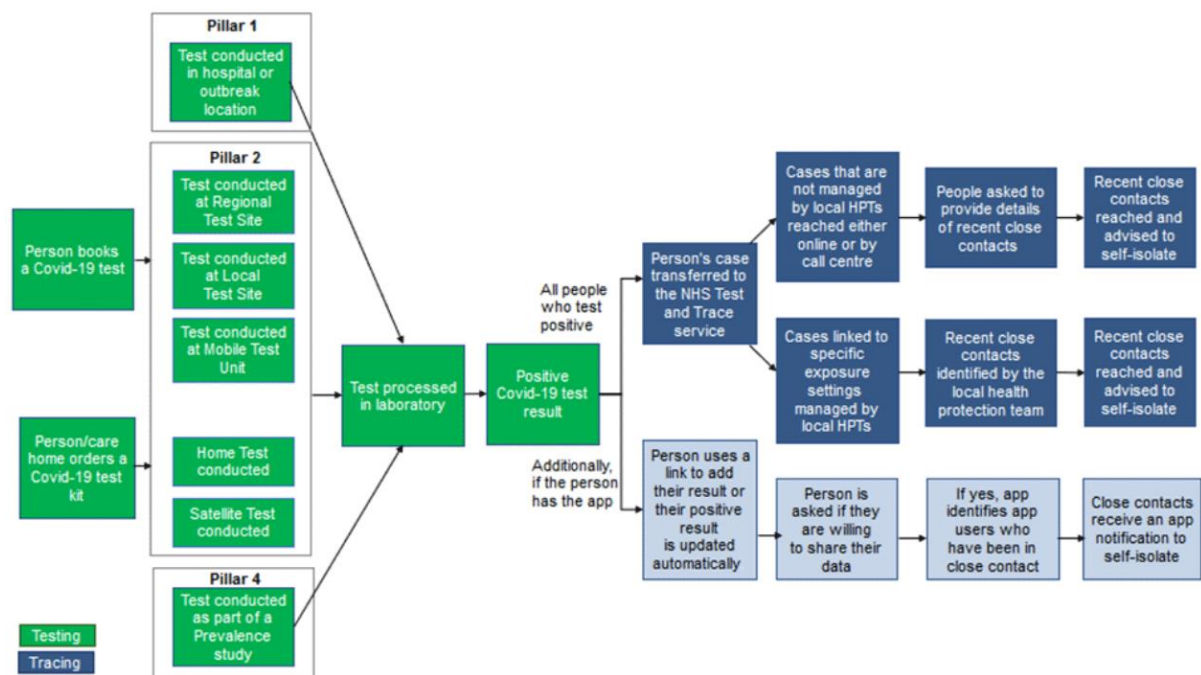 Pillar 1
Test conducted
in hospital or
outbreak
location
Pillar 2
Test conducted
at Regional
Test Site
Test conducted
at Local
Test Site
Test conducted
at Mobile Test
Unit
Home Test
conducted
Satellite Test
conducted
Pillar 4
Test conducted
as part of a
Prevalence
study
Person books
a Covid-19 test
Person/care
home orders a
Covid-19 test
kit
Test processed
in laboratory
Positive
Covid-19 test
result
All people
who test
positive
Additionally,
if the person
has the app
Person's case
transferred to
the NHS Test
and Trace
service
Cases that are
not managed
by local HPTs
reached either
online or by
call centre
People asked to
provide details
of recent close
contacts
Recent close
contacts
reached and
advised to
self-isolate
Cases linked to
specific
exposure
settings
managed by
local HPTs
Recent close
contacts
identified by
the local health
protection team
Recent close
contacts
reached and
advised to
self-isolate
Person uses a
link to add
their result or
their positive
result
is updated
automatically
Person is
asked if they
are willing
to share their
data
If yes, app
identifies app
users who
have been in
close contact
Close contacts
receive an app
notification to
self-isolate
Testing
Tracing